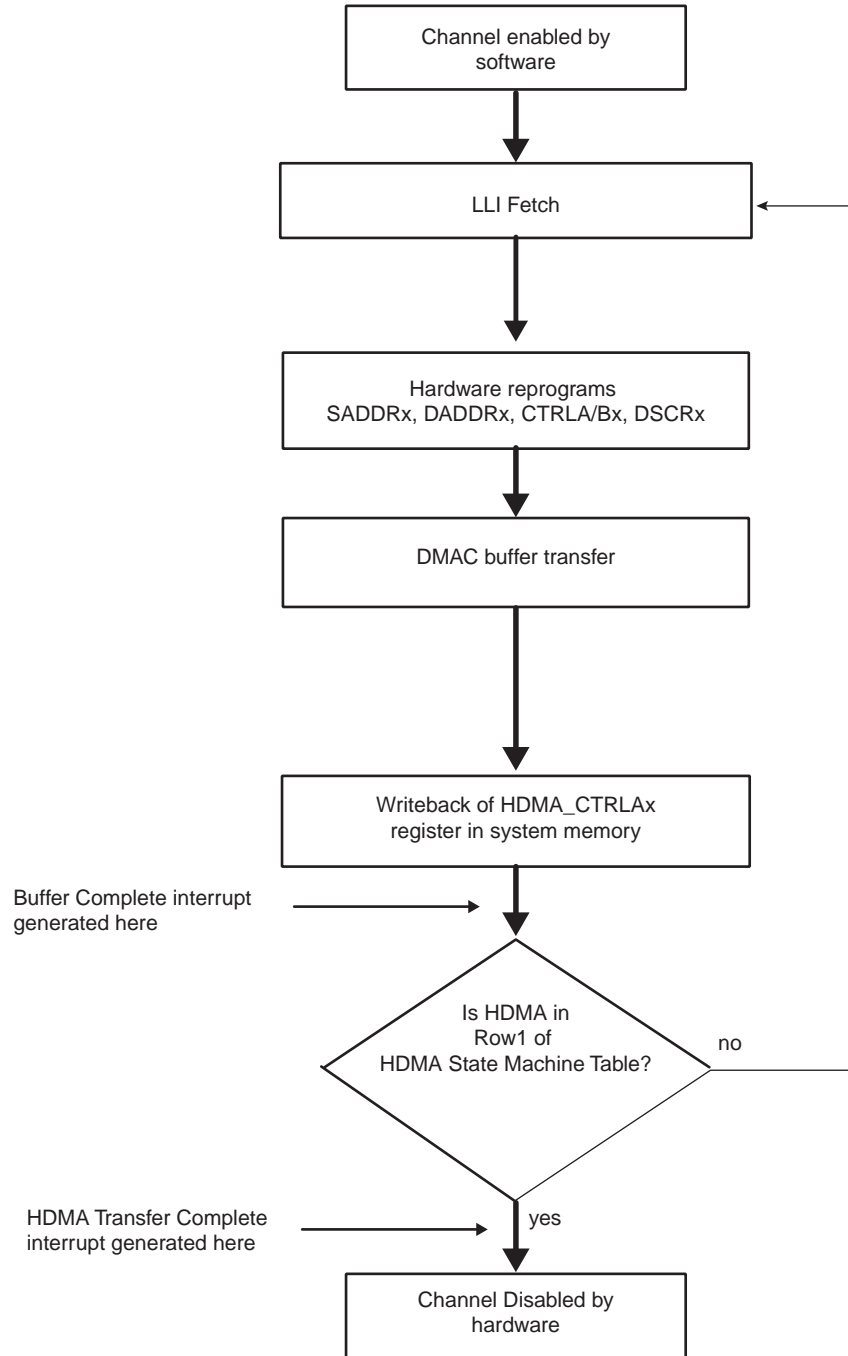 Channel enabled by
software
LLI Fetch
Hardware reprograms
SADDRx, DADDRx, CTRLA/Bx, DSCRx
DMAC buffer transfer
Writeback of HDMA_CTRLAx
register in system memory
Buffer Complete interrupt
generated here
Is HDMA in
Row1 of
HDMA State Machine Table?
no
HDMA Transfer Complete
interrupt generated here
yes
Channel Disabled by
hardware